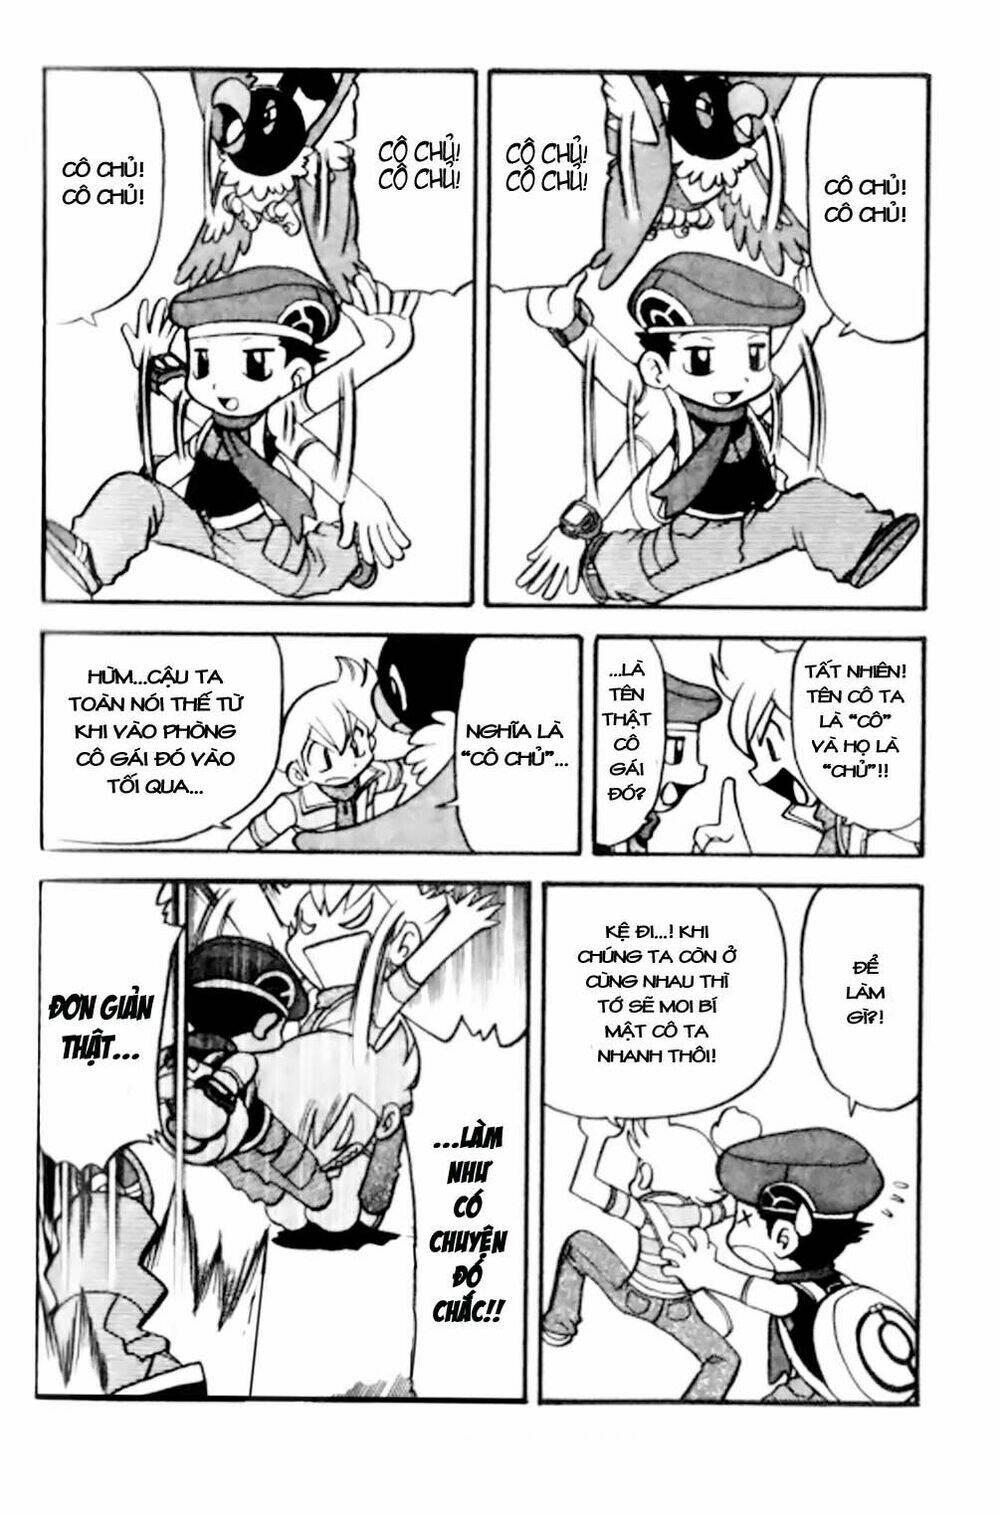 CÔ CHỦ!
CÔ CHỦ!
CÔ CHỦ!
CÔ CHỦ!
CÔ CHỦ!
CÔ CHỦ!
CÔ CHỦ!
CÔ CHỦ!
TẤT NHIÊN!
TÊN CÔ TA
LÀ “CÔ”
VÀ HỌ LÀ
“CHỦ”!!
...LÀ
TÊN
THẬT
CÔ
GÁI
ĐÓ?
NGHĨA LÀ
“CÔ CHỦ”...
HỪM...CẬU TA
TOÀN NÓI THẾ TỪ
KHI VÀO PHÒNG
CÔ GÁI ĐÓ VÀO
TỐI QUA...
ĐỂ
LÀM
GÌ?!
KỆ ĐI...! KHI
CHÚNG TA CÒN Ở
CÙNG NHAU THÌ
TỚ SẼ MOI BÍ
MẬT CÔ TA
NHANH THÔI!
...LÀM
NHƯ
CÓ
CHUYỆN
ĐÓ
CHẮC!!
ĐƠN GIẢN
THẬT...